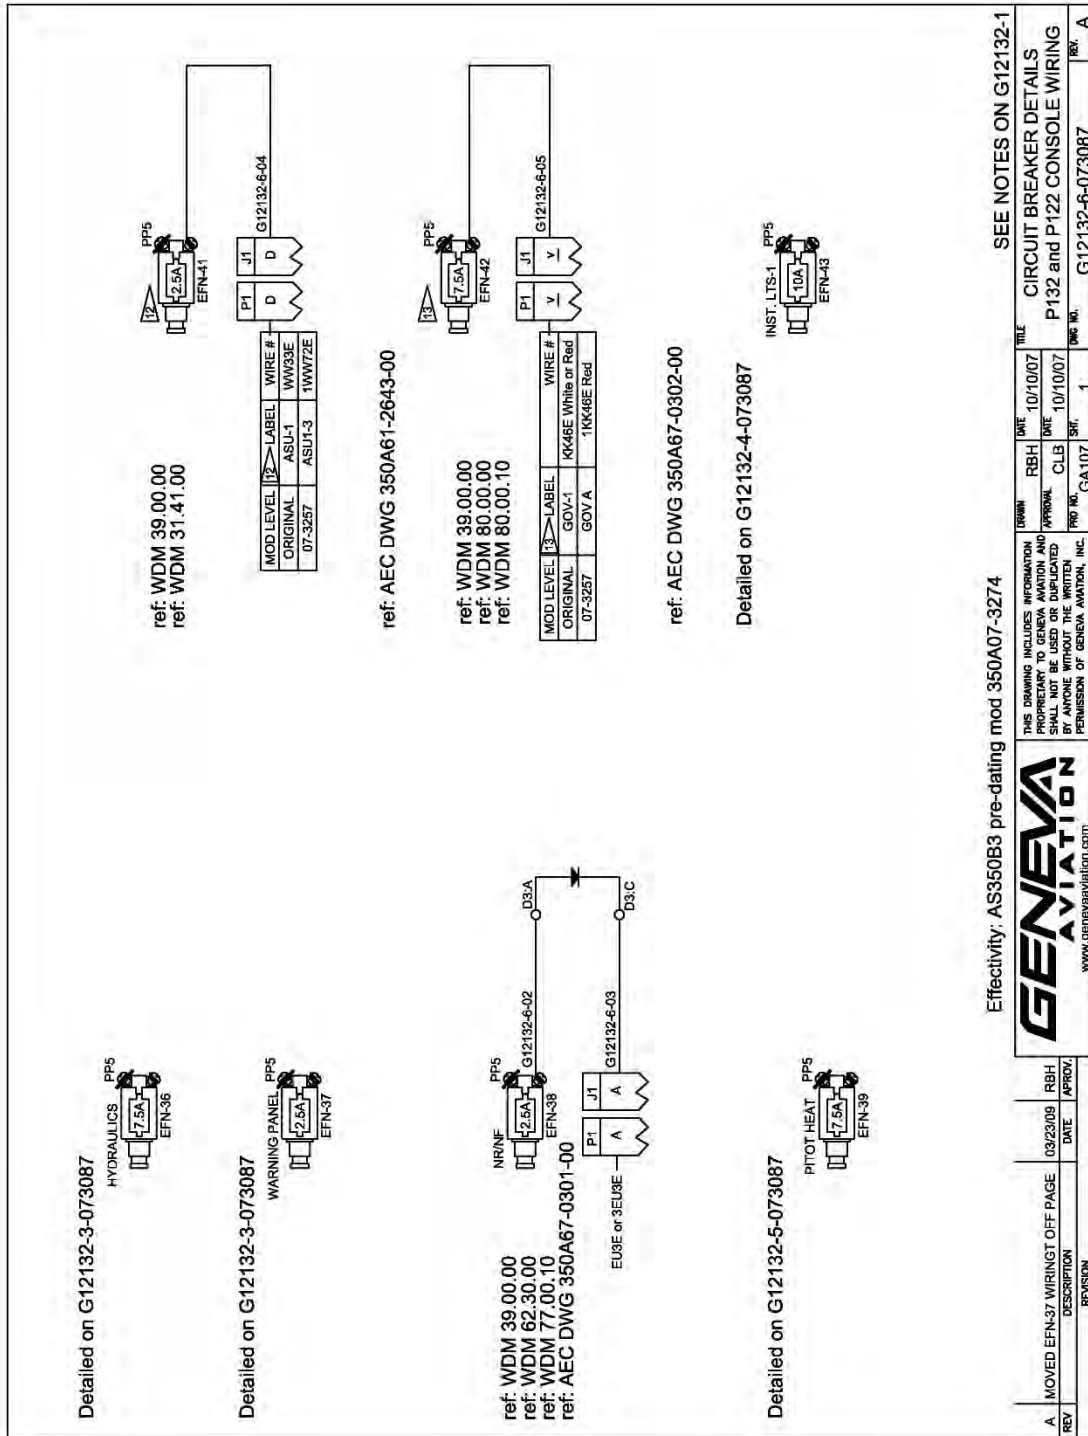 Detailed on G12132-3-073087
HYDRAULICS
PP5
7.5A
EFN-36
Detailed on G12132-3-073087
WARNING PANEL
PP5
2.5A
EFN-37
ref: WDM 39.00.00
ref: WDM 62.30.00
ref: WDM 77.00.10
ref: AEC DWG 350A67-0301-00
NR/NF
PP5
2.5A
EFN-38
G12132-6-02
D3:A
P1
J1
A
A
G12132-6-03
D3:C
EU3E or 3EU3E
Detailed on G12132-5-073087
PITOT HEAT
PP5
7.5A
EFN-39
ref: WDM 39.00.00
ref: WDM 31.41.00
12
PP5
2.5A
EFN-41
P1
J1
D
D
G12132-6-04
MOD LEVEL 12 LABEL WIRE #
ORIGINAL ASU-1 WW33E
07-3257 ASU1-3 1WW72E
ref: AEC DWG 350A61-2643-00
ref: WDM 39.00.00
ref: WDM 80.00.00
ref: WDM 80.00.10
13
PP5
7.5A
EFN-42
P1
J1
v
v
G12132-6-05
MOD LEVEL 13 LABEL WIRE #
ORIGINAL GOV-1 KK46E White or Red
07-3257 GOV A 1KK46E Red
ref: AEC DWG 350A67-0302-00
Detailed on G12132-4-073087
INST. LTS-1
PP5
10A
EFN-43
Effectivity: AS350B3 pre-dating mod 350A07-3274
SEE NOTES ON G12132-1
A MOVED EFN-37 WIRINGT OFF PAGE 03/23/09 RBH
REV DESCRIPTION DATE APROV.
REVISION
GENEVA
AVIATION
www.genevaaviation.com
THIS DRAWING INCLUDES INFORMATION
PROPRIETARY TO GENEVA AVIATION AND
SHALL NOT BE USED OR DUPLICATED
BY ANYONE WITHOUT THE WRITTEN
PERMISSION OF GENEVA AVIATION, INC.
DRAWN RBH
DATE 10/10/07
APPROVAL CLB
DATE 10/10/07
PRO NO. GA107
SHT. 1
TITLE
CIRCUIT BREAKER DETAILS
P132 and P122 CONSOLE WIRING
DWG NO. G12132-6-073087
REV. A